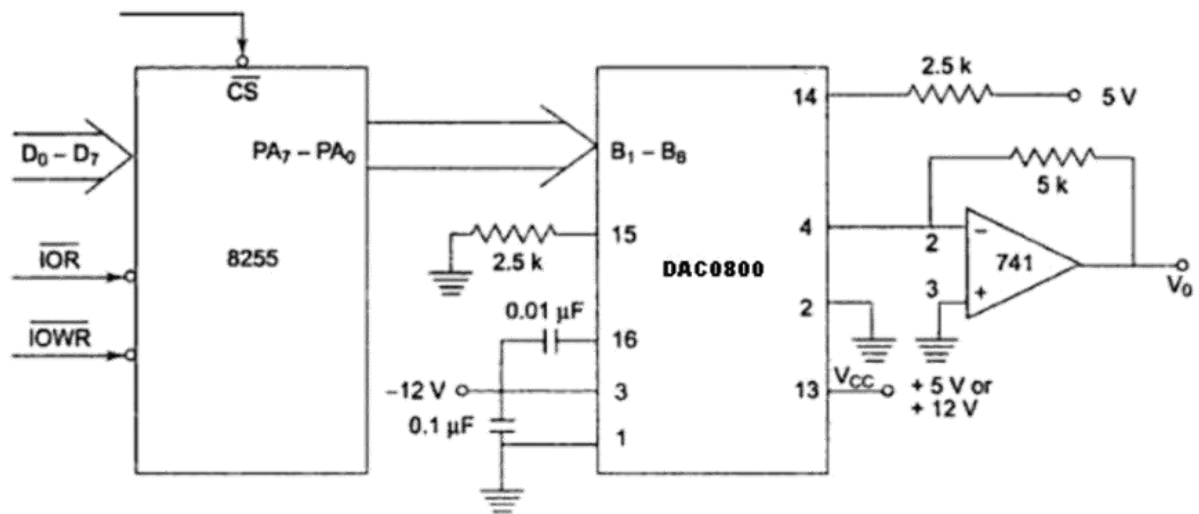 CS
D0 – D7
PA7 – PA0
IOR
8255
IOWR
B1 – B8
15
2.5 k
0.01 µF
16
–12 V
3
0.1 µF
1
DAC0800
14
2.5 k
5 V
5 k
4
2
–
741
3
+
V0
2
13
VCC
+ 5 V or
+ 12 V